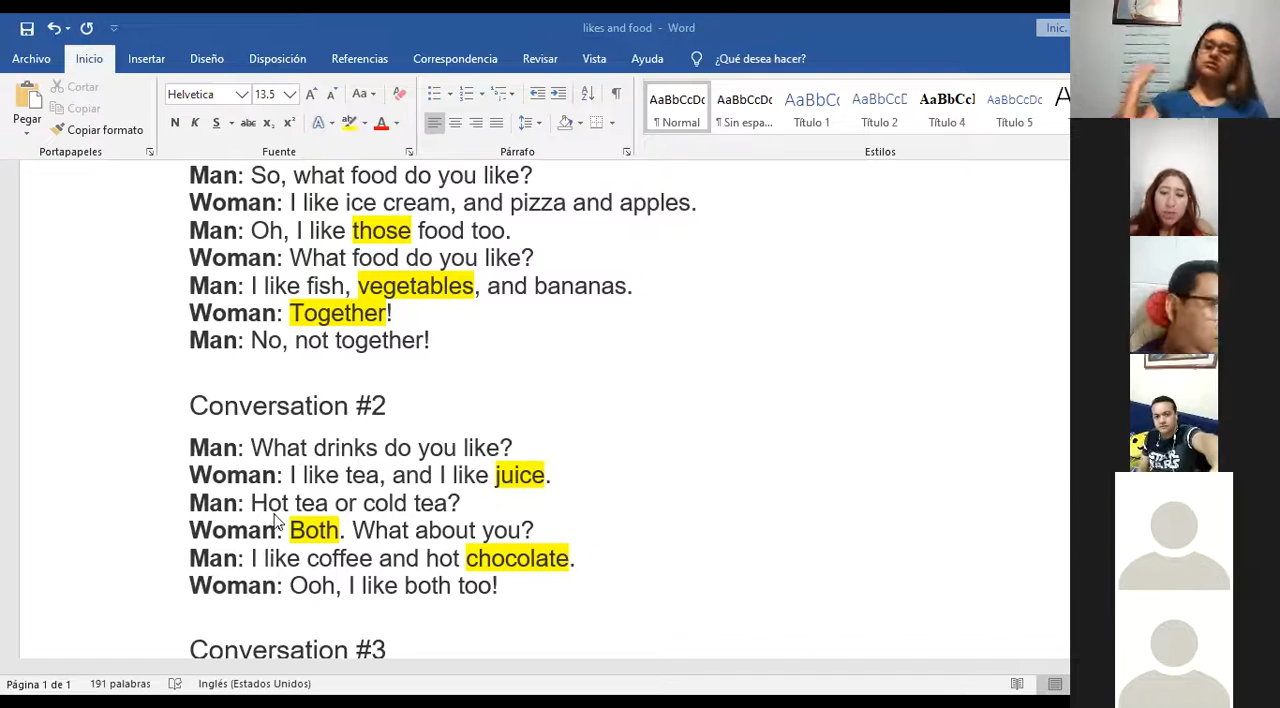 likes and food - Word
Inic.
Archivo Inicio Insertar Diseño Disposición Referencias Correspondencia Revisar Vista Ayuda ¿Qué desea hacer?
Pegar
Cortar
Copiar
Copiar formato
Portapapeles
Helvetica 13.5
Fuente
Párrafo
AaBbCcDc AaBbCcDc AaBbC AaBbCcD AaBbCcI AaBbCcDc A
¶ Normal ¶ Sin espa... Título 1 Título 2 Título 4 Título 5
Estilos
Man: So, what food do you like?
Woman: I like ice cream, and pizza and apples.
Man: Oh, I like those food too.
Woman: What food do you like?
Man: I like fish, vegetables, and bananas.
Woman: Together!
Man: No, not together!
Conversation #2
Man: What drinks do you like?
Woman: I like tea, and I like juice.
Man: Hot tea or cold tea?
Woman: Both. What about you?
Man: I like coffee and hot chocolate.
Woman: Ooh, I like both too!
Conversation #3
Página 1 de 1 191 palabras Inglés (Estados Unidos)
STAR
WARS